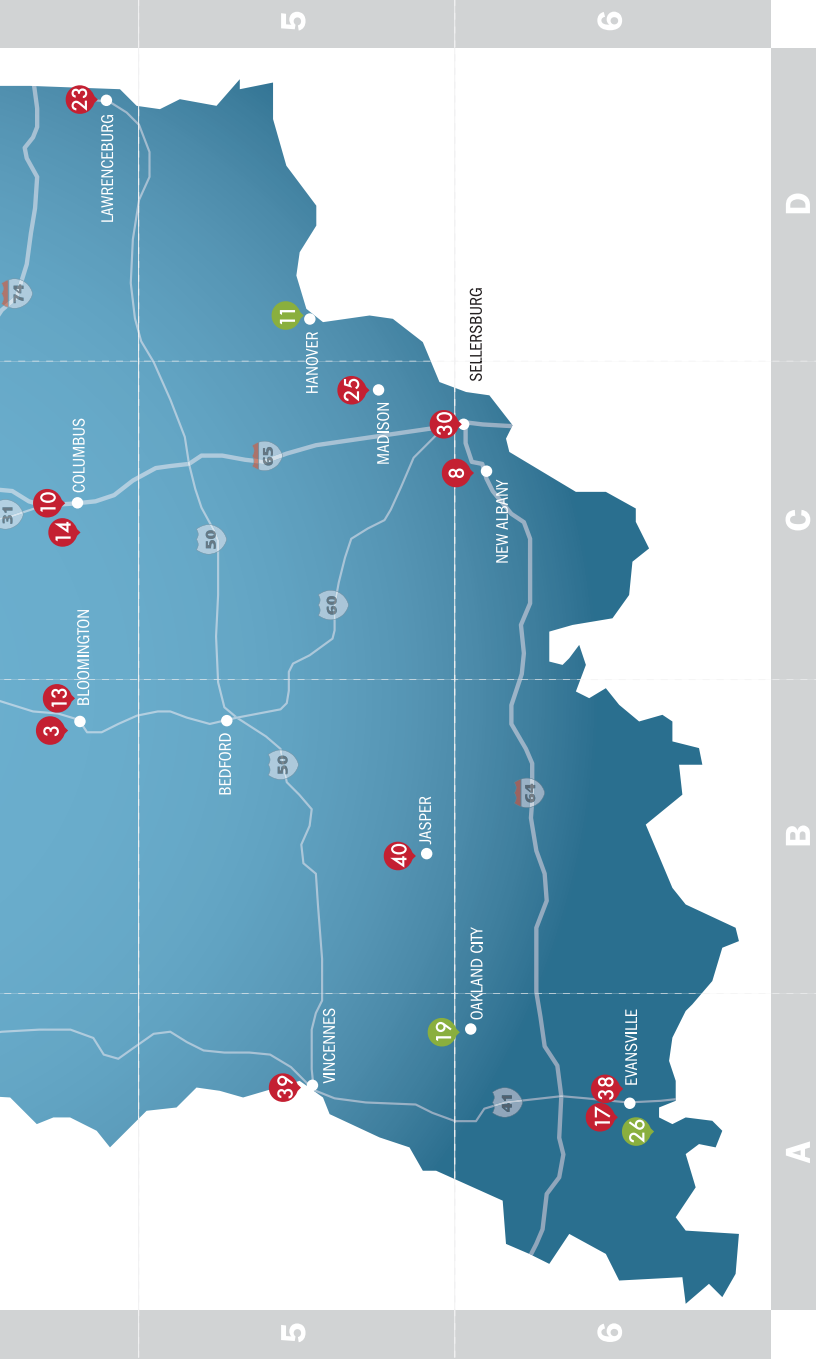 5
6
23
LAWRENCEBURG
74
D
11
HANOVER
SELLERSBURG
25
MADISON
30
COLUMBUS
65
10
8
31
14
NEW ALBANY
50
C
60
BLOOMINGTON
13
3
BEDFORD
50
64
JASPER
40
B
OAKLAND CITY
19
VINCENNES
EVANSVILLE
39
38
41
17
26
A
5
6